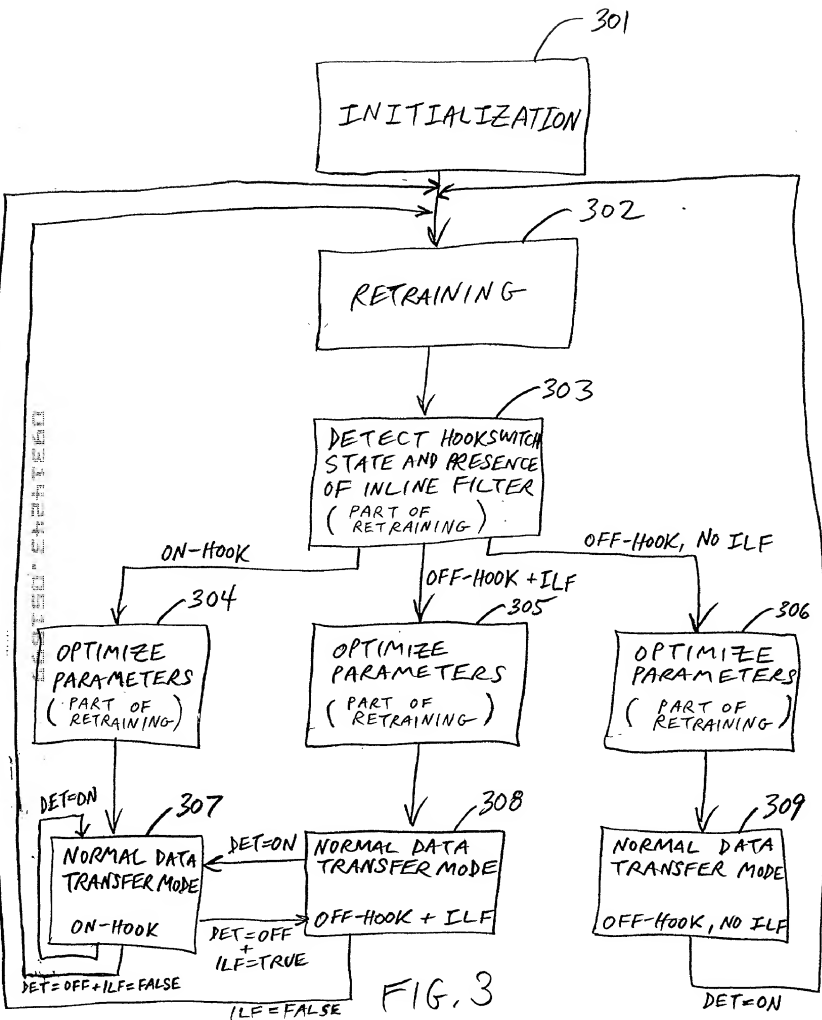 301
INITIALIZATION
302
RETRAINING
303
DETECT HOOKSWITCH
STATE AND PRESENCE
OF INLINE FILTER
( PART OF
RETRAINING )
ON-HOOK
OFF-HOOK +ILF
OFF-HOOK, NO ILF
304
OPTIMIZE
PARAMETERS
( PART OF
RETRAINING )
305
OPTIMIZE
PARAMETERS
( PART OF
RETRAINING )
306
OPTIMIZE
PARAMETERS
( PART OF
RETRAINING )
DET=ON
307
NORMAL DATA
TRANSFER MODE
ON-HOOK
DET=ON
DET=OFF
+
ILF=TRUE
308
NORMAL DATA
TRANSFER MODE
OFF-HOOK + ILF
309
NORMAL DATA
TRANSFER MODE
OFF-HOOK, NO ILF
DET=OFF+ILF=FALSE
ILF=FALSE
FIG. 3
DET=ON